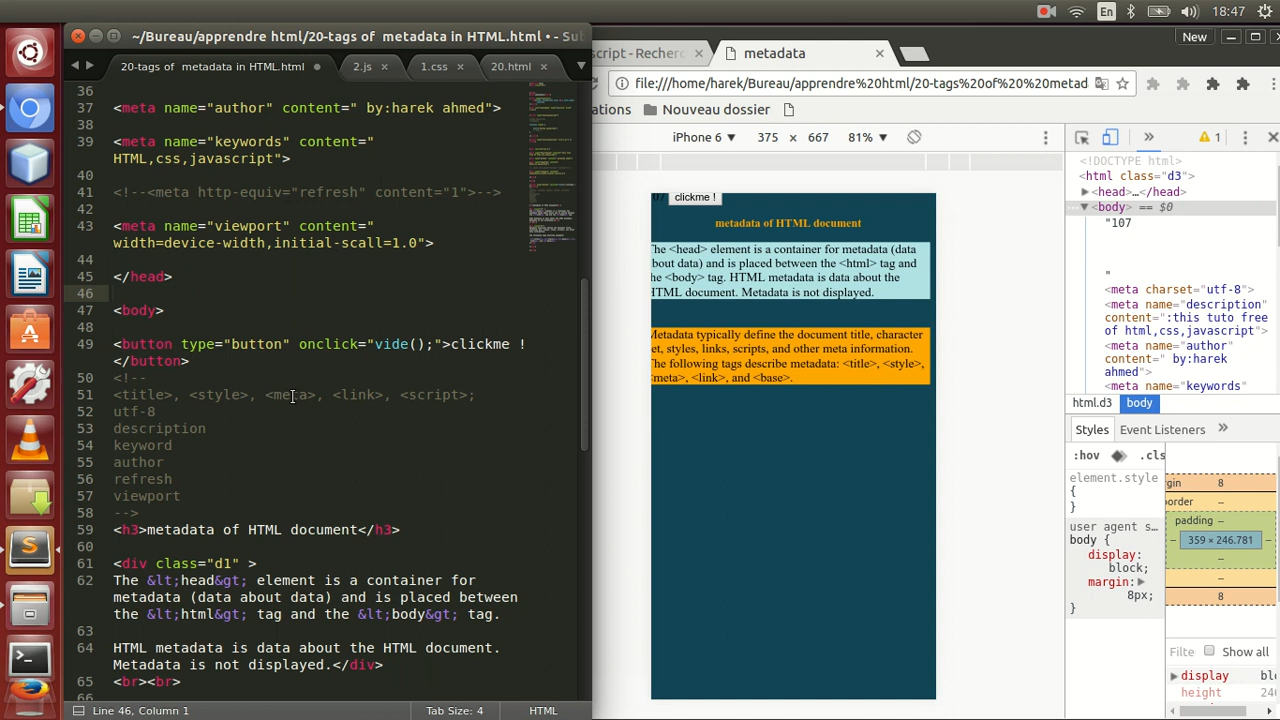 En
18:47
~/Bureau/apprendre html/20-tags of  metadata in HTML.html • - Sub
20-tags of  metadata in HTML.html
2.js
1.css
20.html
36
37 <meta name="author" content=" by:harek ahmed">
38
39 <meta name="keyword"  content="
HTML,css,javascript">
40
41 <!--<meta http-equiv="refresh" content="1">-->
42
43 <meta name="viewport" content="
width=device-width,initial-scall=1.0">
44
45 </head>
46
47 <body>
48
49 <button type="button" onclick="vide();">clickme !
</button>
50 <!--
51 <title>, <style>, <meta>, <link>, <script>;
52 utf-8
53 description
54 keyword
55 author
56 refresh
57 viewport
58 -->
59 <h3>metadata of HTML document</h3>
60
61 <div class="d1" >
62 The &lt;head&gt; element is a container for
metadata (data about data) and is placed between
the &lt;html&gt; tag and the &lt;body&gt; tag.
63
64 HTML metadata is data about the HTML document.
Metadata is not displayed.</div>
65 <br><br>
66
Line 46, Column 1
Tab Size: 4
HTML
New
script - Recherc
metadata
file:///home/harek/Bureau/apprendre%20html/20-tags%20of%20%20metad
ations
Nouveau dossier
iPhone 6 ▼ 375 × 667 81% ▼
clickme !
metadata of HTML document
The <head> element is a container for metadata (data
about data) and is placed between the <html> tag and
the <body> tag. HTML metadata is data about the
HTML document. Metadata is not displayed.
Metadata typically define the document title, character
et, styles, links, scripts, and other meta information.
The following tags describe metadata: <title>, <style>,
<meta>, <link>, and <base>.
» 1
<!DOCTYPE html>
<html class="d3">
▶<head>…</head>
▼<body> == $0
"107
"
<meta charset="utf-8">
<meta name="description"
content=":this tuto free
of html,css,javascript">
<meta name="author"
content=" by:harek
ahmed">
<meta name="keywords"
html.d3 body
Styles Event Listeners »
:hov .cls
element.style
{
}
user agent s…
body {
display:
block;
margin:▶
8px;
}
rgin 8
border –
padding –
– 359 × 246.781 –
–
–
8
Filte Show all
▶display blo
height 246